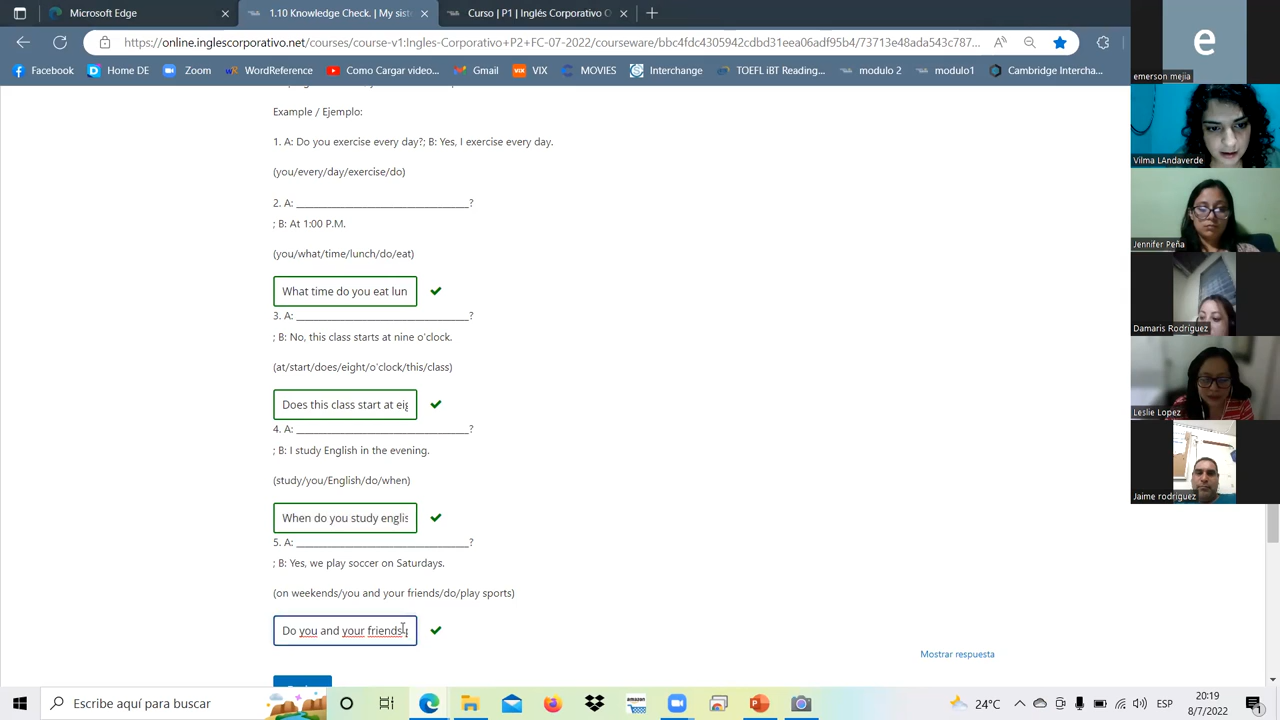 Microsoft Edge
1.10 Knowledge Check. | My sist
Curso | P1 | Inglés Corporativo
https://online.inglescorporativo.net/courses/course-v1:Ingles-Corporativo+P2+FC-07-2022/courseware/bbc4fdc4305942cdbd31eea06adf95b4/73713e48ada543c787...
Facebook
Home DE
Zoom
WordReference
Como Cargar video...
Gmail
VIX
MOVIES
Interchange
TOEFL iBT Reading...
modulo 2
modulo1
Cambridge Intercha...
Example / Ejemplo:
1. A: Do you exercise every day?; B: Yes, I exercise every day.
(you/every/day/exercise/do)
2. A: ___________________________________?
; B: At 1:00 P.M.
(you/what/time/lunch/do/eat)
What time do you eat lun
3. A: ___________________________________?
; B: No, this class starts at nine o'clock.
(at/start/does/eight/o'clock/this/class)
Does this class start at eig
4. A: ___________________________________?
; B: I study English in the evening.
(study/you/English/do/when)
When do you study englis
5. A: ___________________________________?
; B: Yes, we play soccer on Saturdays.
(on weekends/you and your friends/do/play sports)
Do you and your friends
Mostrar respuesta
e
emerson mejia
Vilma LAndaverde
Jennifer Peña
Damaris Rodríguez
Leslie Lopez
Jaime rodriguez
Escribe aquí para buscar
24°C
ESP
20:19
8/7/2022
1